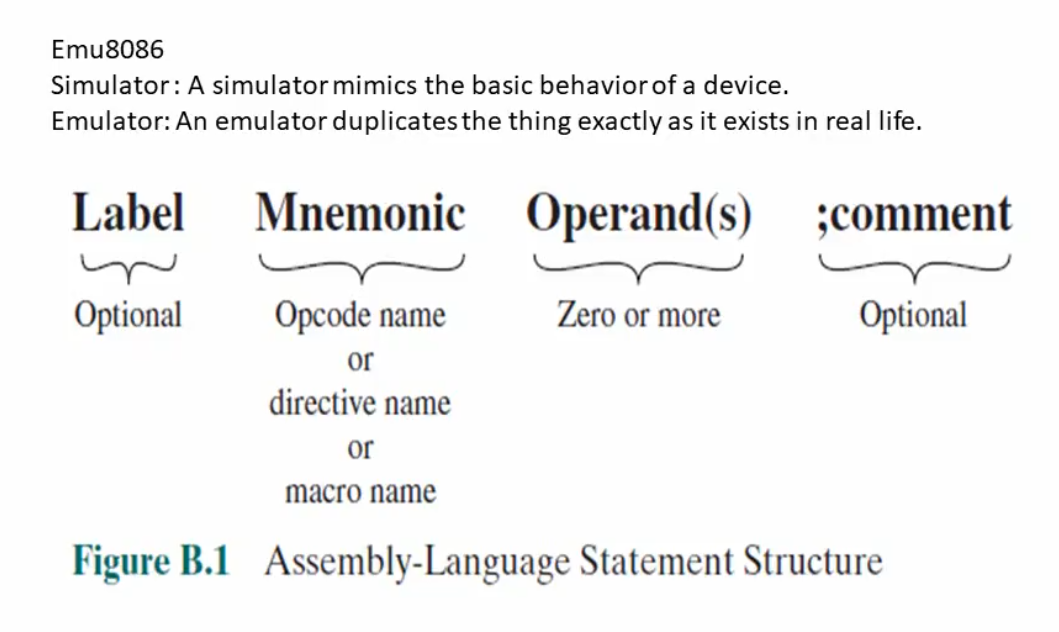 Emu8086
Simulator: A simulator mimics the basic behavior of a device.
Emulator: An emulator duplicates the thing exactly as it exists in real life.
Label Mnemonic Operand(s) ;comment
Optional Opcode name Zero or more Optional
or
directive name
or
macro name
Figure B.1 Assembly-Language Statement Structure